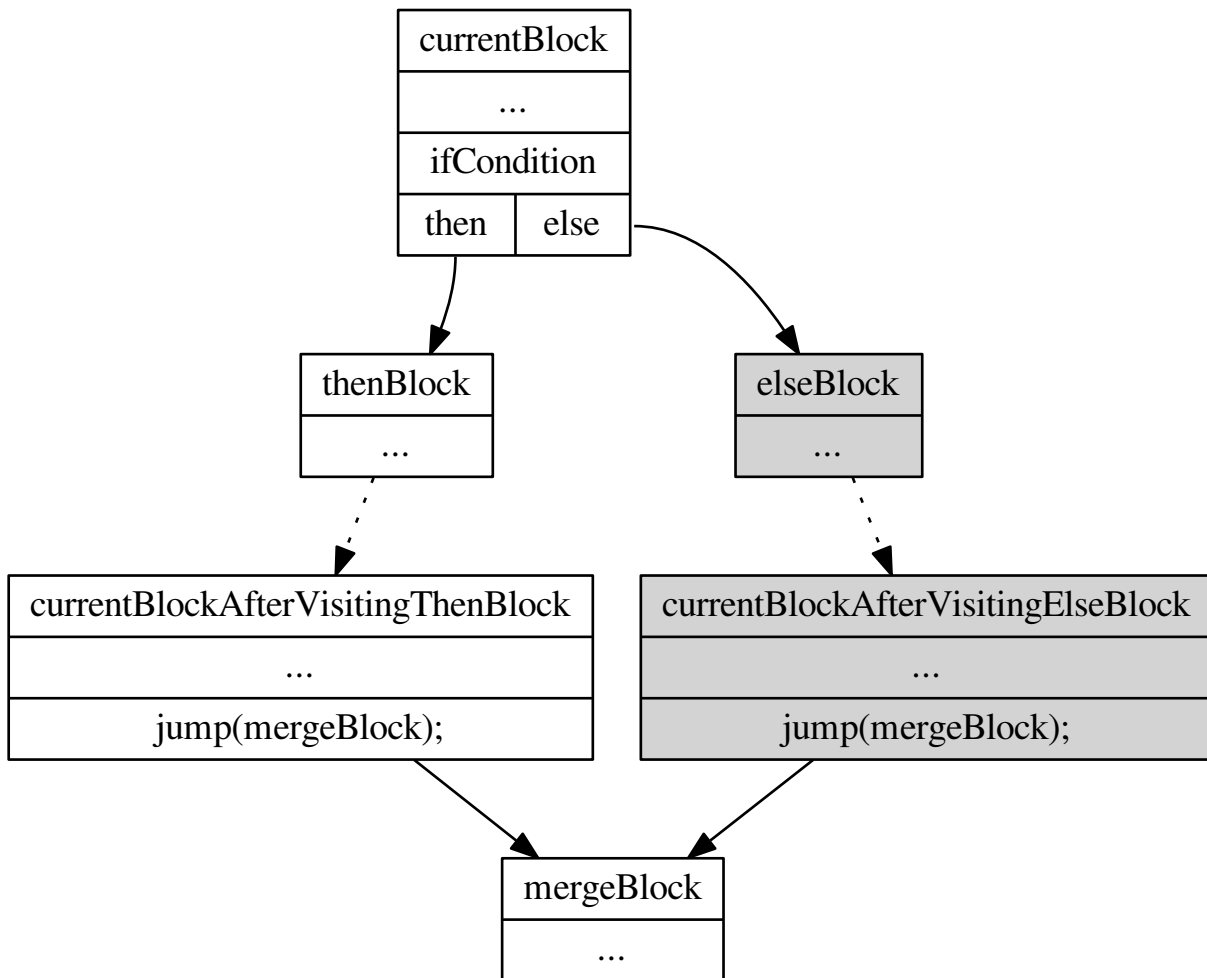 currentBlock
...
ifCondition
then else
thenBlock
...
elseBlock
...
currentBlockAfterVisitingThenBlock
...
jump(mergeBlock);
currentBlockAfterVisitingElseBlock
...
jump(mergeBlock);
mergeBlock
...